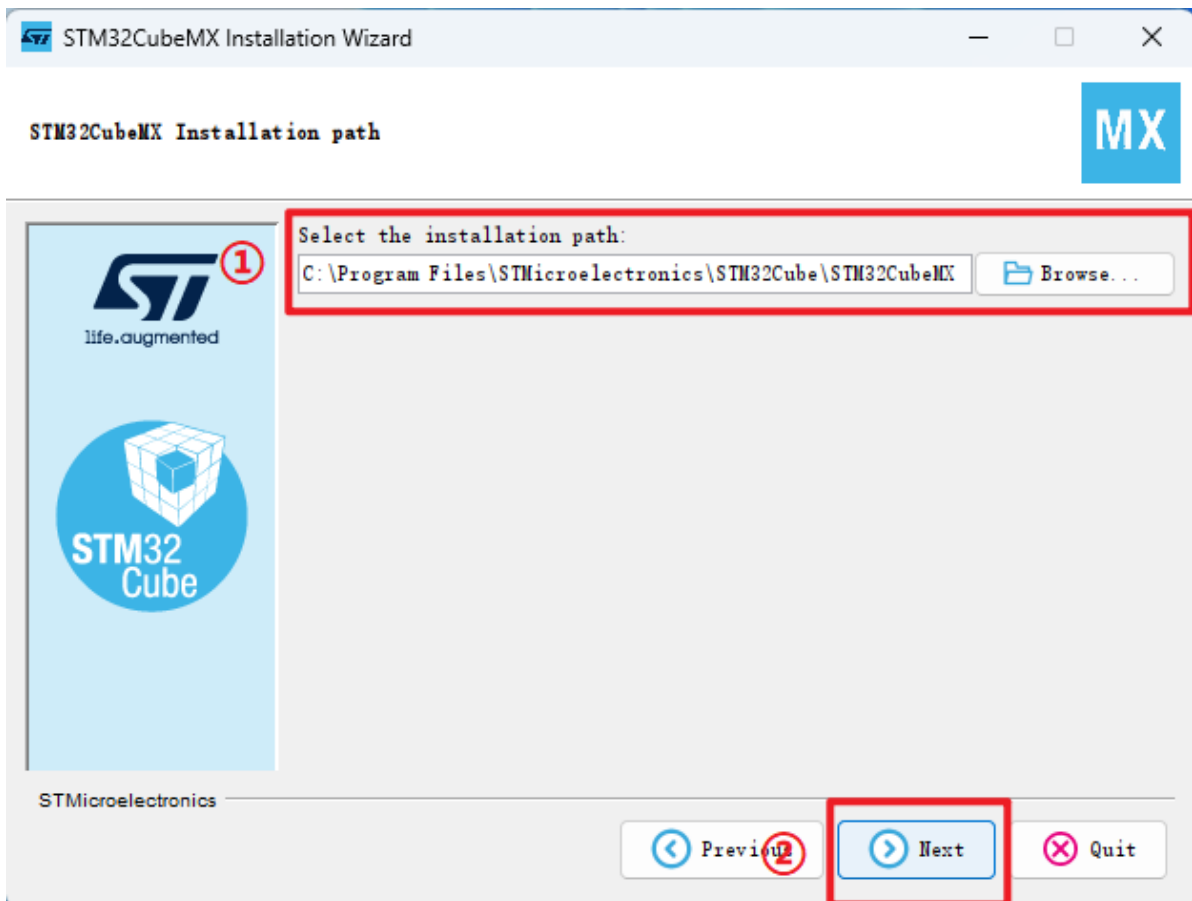 STM32CubeMX Installation Wizard
STM32CubeMX Installation path
MX
①
Select the installation path:
C:\Program Files\STMicroelectronics\STM32Cube\STM32CubeMX
Browse...
life.augmented
STM32
Cube
STMicroelectronics
Previous
②
Next
Quit